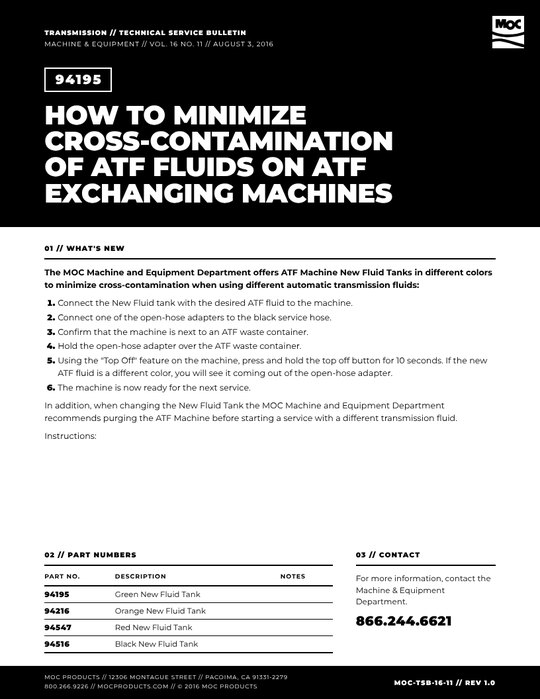 TRANSMISSION // TECHNICAL SERVICE BULLETIN
MACHINE & EQUIPMENT // VOL. 16 NO. 11 // AUGUST 3, 2016
MOC
94195
HOW TO MINIMIZE
CROSS-CONTAMINATION
OF ATF FLUIDS ON ATF
EXCHANGING MACHINES
01 // WHAT'S NEW
The MOC Machine and Equipment Department offers ATF Machine New Fluid Tanks in different colors
to minimize cross-contamination when using different automatic transmission fluids:
1. Connect the New Fluid tank with the desired ATF fluid to the machine.
2. Connect one of the open-hose adapters to the black service hose.
3. Confirm that the machine is next to an ATF waste container.
4. Hold the open-hose adapter over the ATF waste container.
5. Using the "Top Off" feature on the machine, press and hold the top off button for 10 seconds. If the new
ATF fluid is a different color, you will see it coming out of the open-hose adapter.
6. The machine is now ready for the next service.
In addition, when changing the New Fluid Tank the MOC Machine and Equipment Department
recommends purging the ATF Machine before starting a service with a different transmission fluid.
Instructions:
02 // PART NUMBERS
PART NO. DESCRIPTION NOTES
94195 Green New Fluid Tank
94216 Orange New Fluid Tank
94547 Red New Fluid Tank
94516 Black New Fluid Tank
03 // CONTACT
For more information, contact the
Machine & Equipment
Department.
866.244.6621
MOC PRODUCTS // 12306 MONTAGUE STREET // PACOIMA, CA 91331-2279
800.266.9226 // MOCPRODUCTS.COM // © 2016 MOC PRODUCTS
MOC-TSB-16-11 // REV 1.0